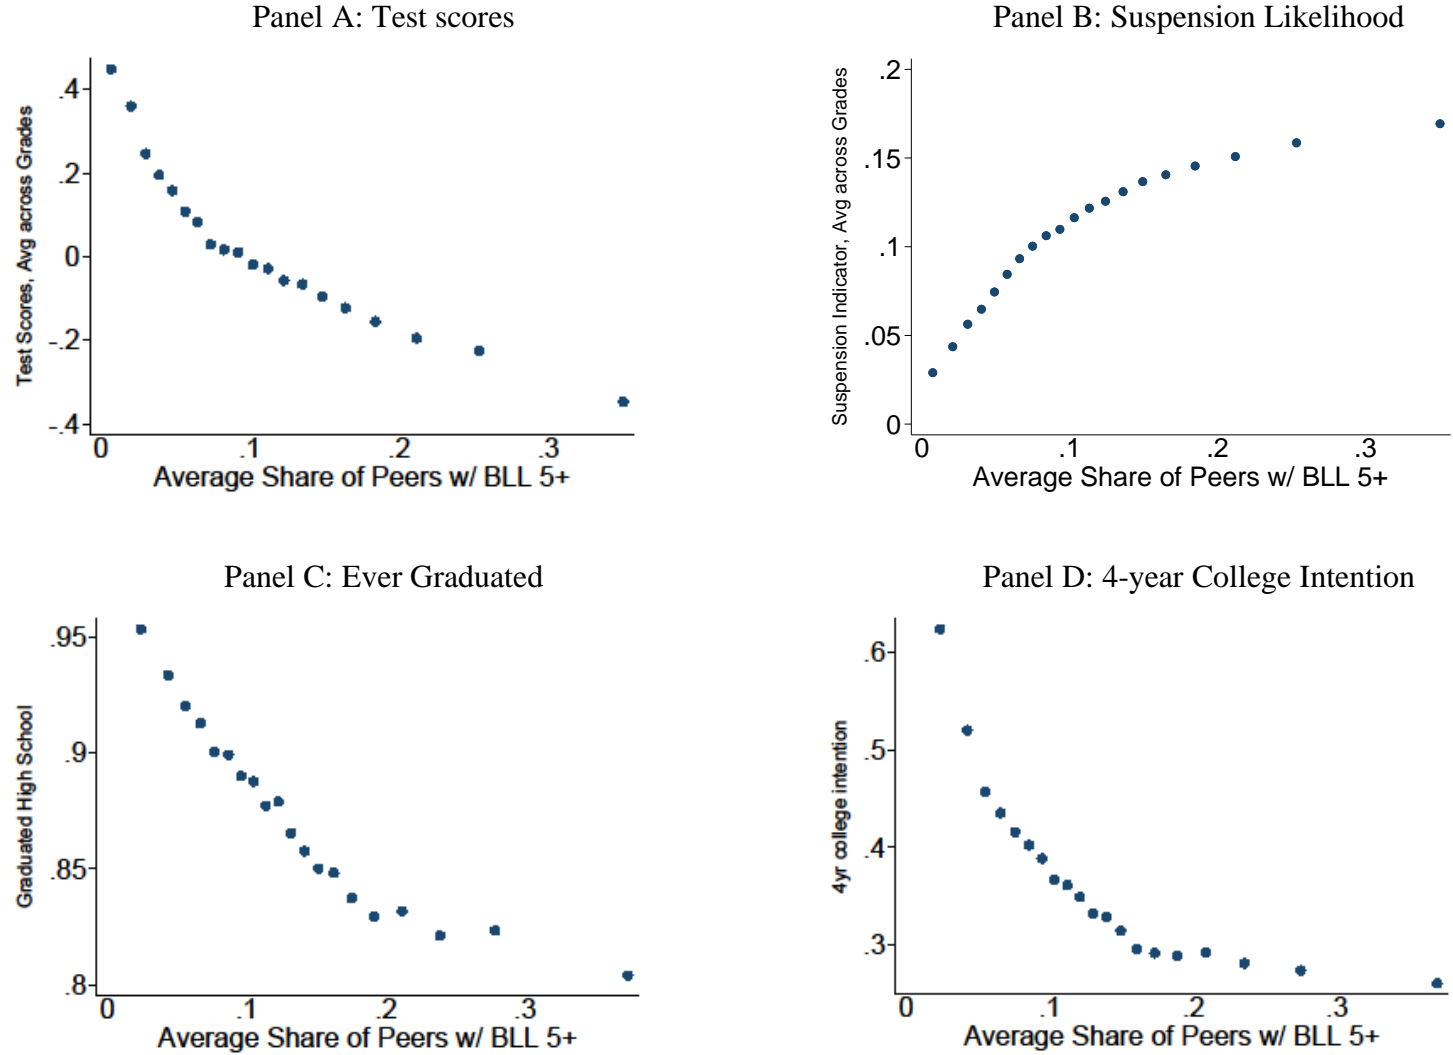 Panel A: Test scores
Test Scores, Avg across Grades
.4
.2
0
-.2
-.4
0 .1 .2 .3
Average Share of Peers w/ BLL 5+
Panel B: Suspension Likelihood
Suspension Indicator, Avg across Grades
.2
.15
.1
.05
0
0 .1 .2 .3
Average Share of Peers w/ BLL 5+
Panel C: Ever Graduated
Graduated High School
.95
.9
.85
.8
0 .1 .2 .3
Average Share of Peers w/ BLL 5+
Panel D: 4-year College Intention
4yr college intention
.6
.5
.4
.3
0 .1 .2 .3
Average Share of Peers w/ BLL 5+